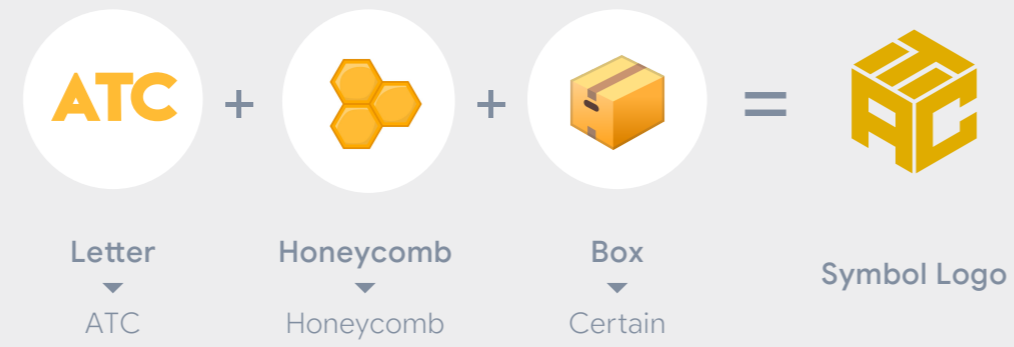 ATC + + =
Letter Honeycomb Box
Symbol Logo
ATC Honeycomb Certain